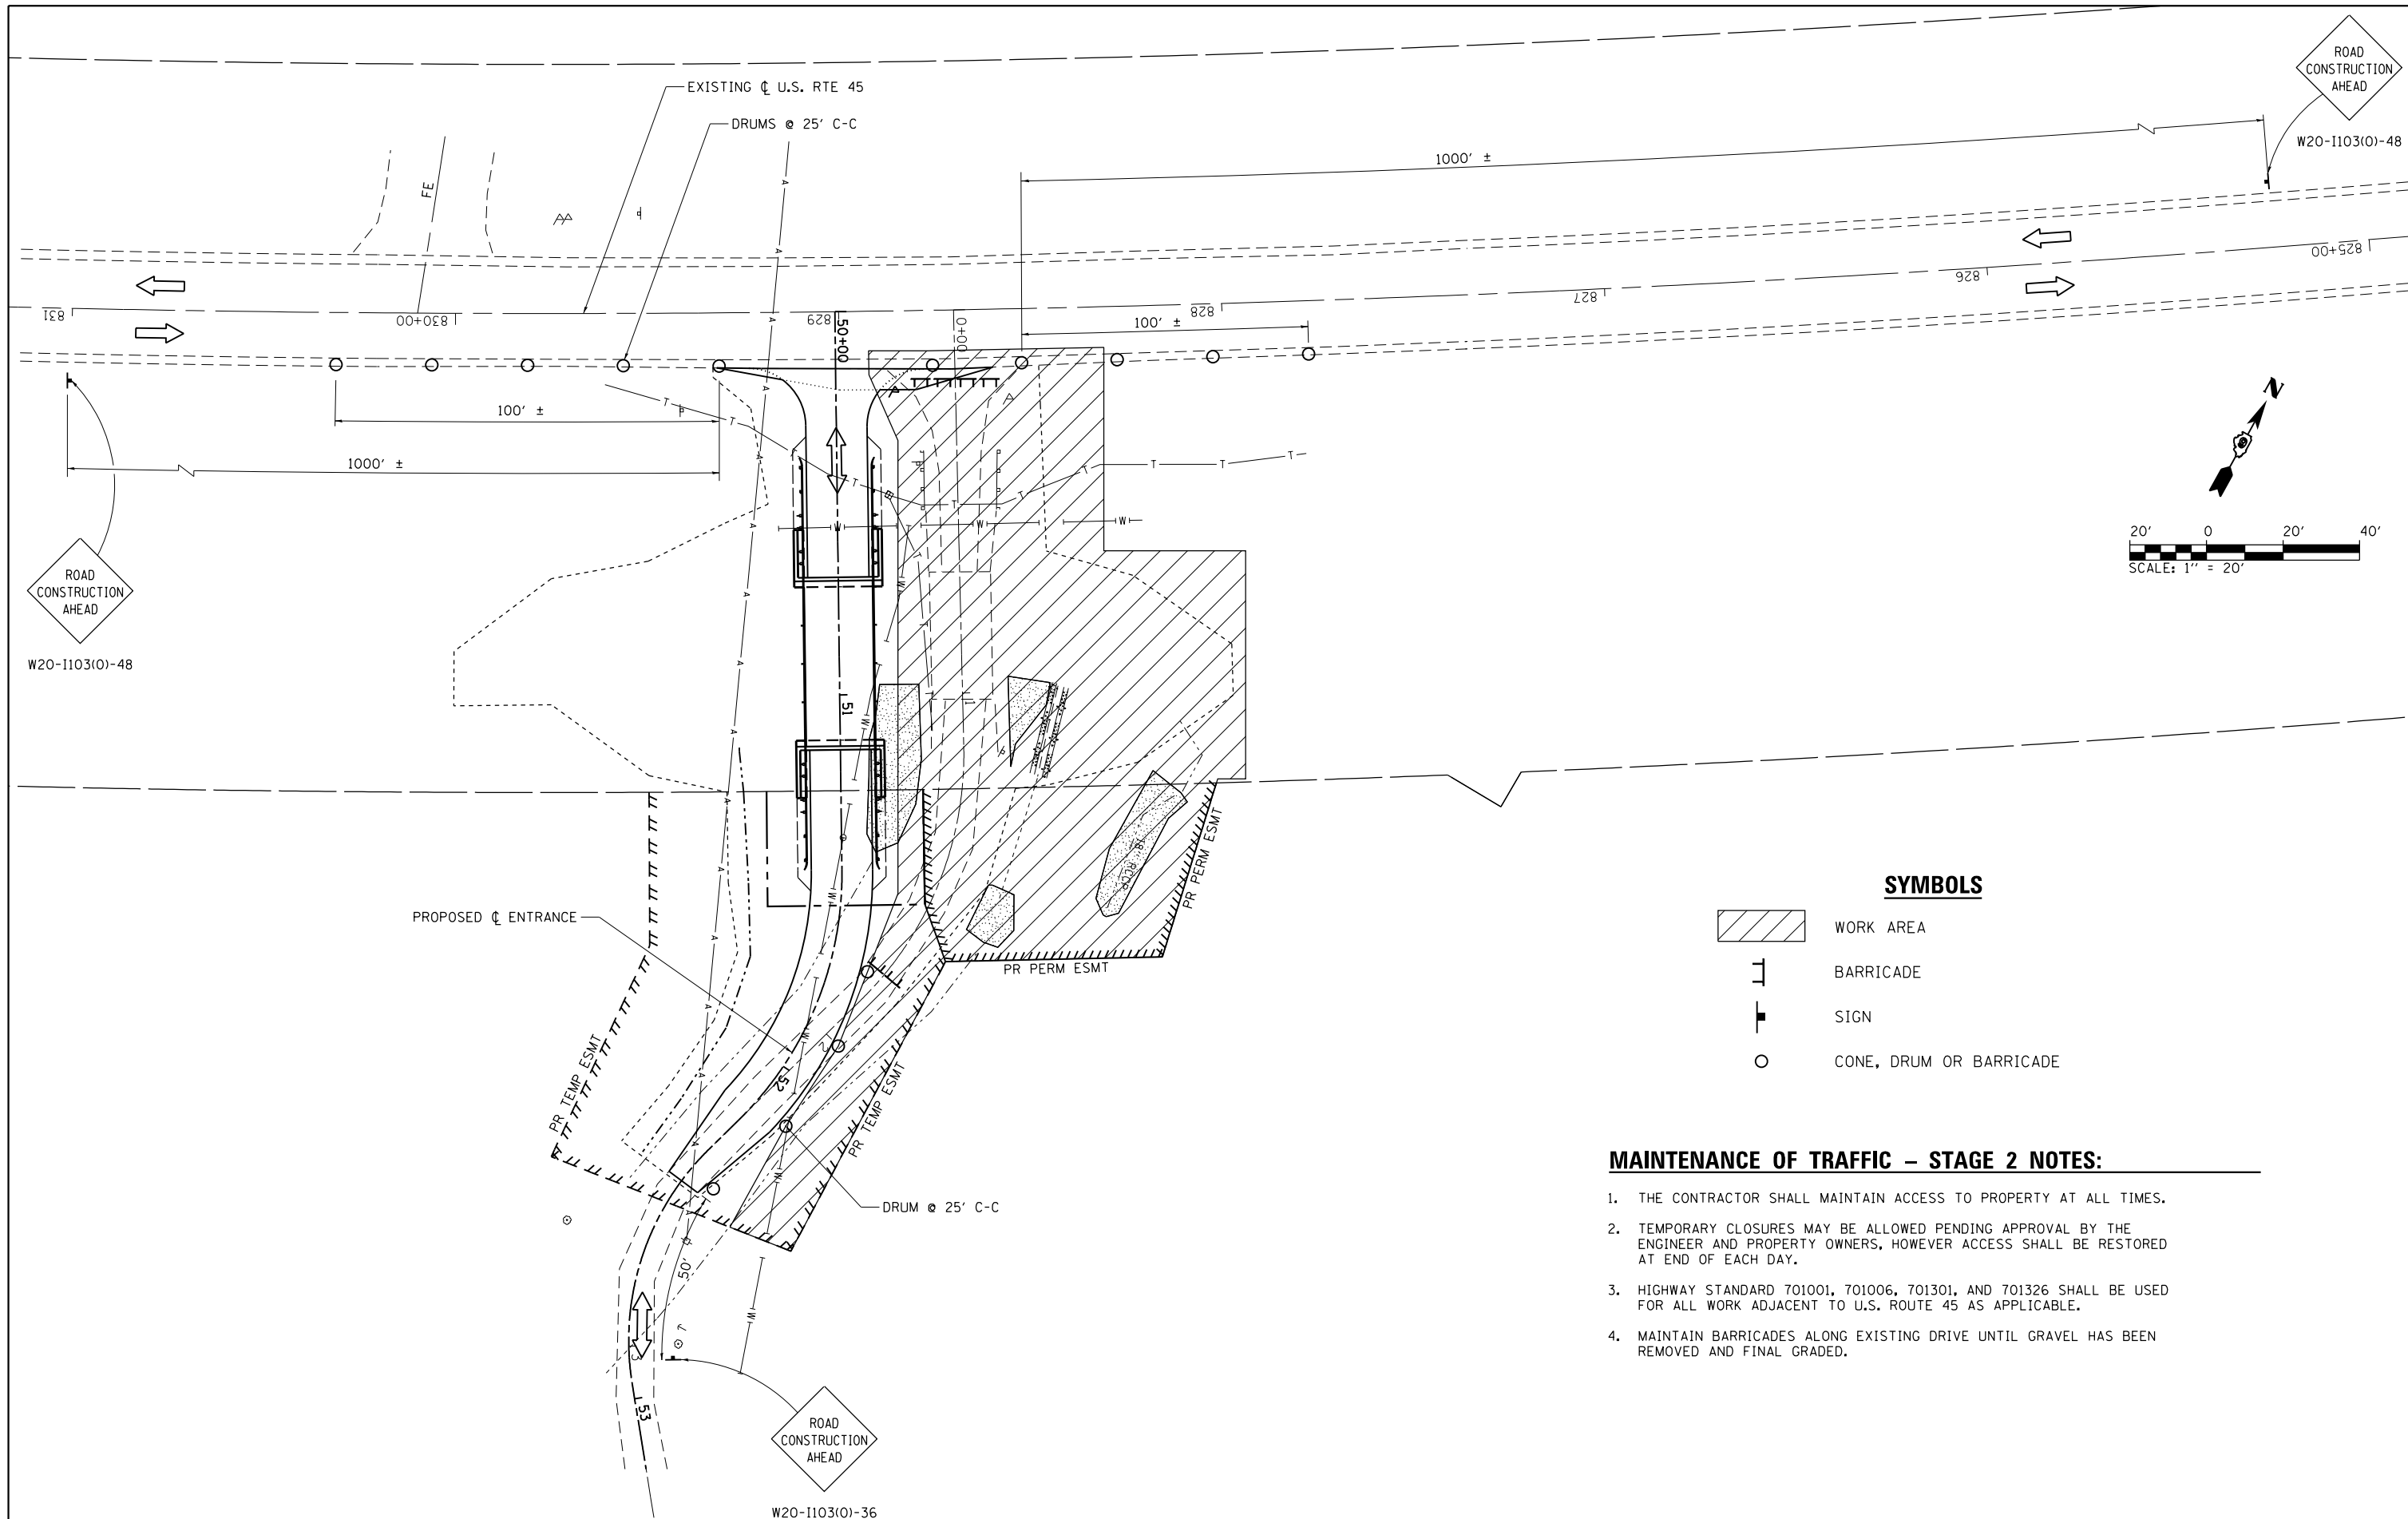 EXISTING ℄ U.S. RTE 45
DRUMS @ 25' C-C
ROAD
CONSTRUCTION
AHEAD
W20-I103(0)-48
1000' ±
FE
831
830+00
829
50+00
0+00
828
827
826
825+00
100' ±
100' ±
1000' ±
N
20' 0 20' 40'
SCALE: 1'' = 20'
ROAD
CONSTRUCTION
AHEAD
W20-I103(0)-48
51
1
18" RCCP
PR PERM ESMT
PR PERM ESMT
PROPOSED ℄ ENTRANCE
PR TEMP ESMT
PR TEMP ESMT
2
52
DRUM @ 25' C-C
50'
3
53
ROAD
CONSTRUCTION
AHEAD
W20-I103(0)-36
SYMBOLS
WORK AREA
BARRICADE
SIGN
CONE, DRUM OR BARRICADE
MAINTENANCE OF TRAFFIC – STAGE 2 NOTES:
1. THE CONTRACTOR SHALL MAINTAIN ACCESS TO PROPERTY AT ALL TIMES.
2. TEMPORARY CLOSURES MAY BE ALLOWED PENDING APPROVAL BY THE
ENGINEER AND PROPERTY OWNERS, HOWEVER ACCESS SHALL BE RESTORED
AT END OF EACH DAY.
3. HIGHWAY STANDARD 701001, 701006, 701301, AND 701326 SHALL BE USED
FOR ALL WORK ADJACENT TO U.S. ROUTE 45 AS APPLICABLE.
4. MAINTAIN BARRICADES ALONG EXISTING DRIVE UNTIL GRAVEL HAS BEEN
REMOVED AND FINAL GRADED.